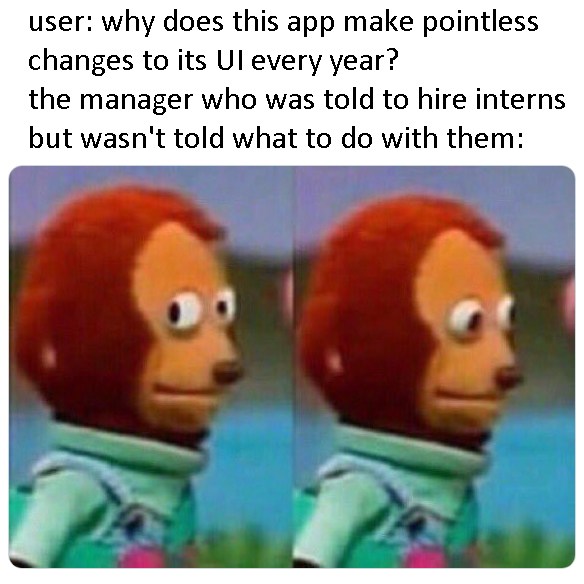 user: why does this app make pointless
changes to its UI every year?
the manager who was told to hire interns
but wasn't told what to do with them: